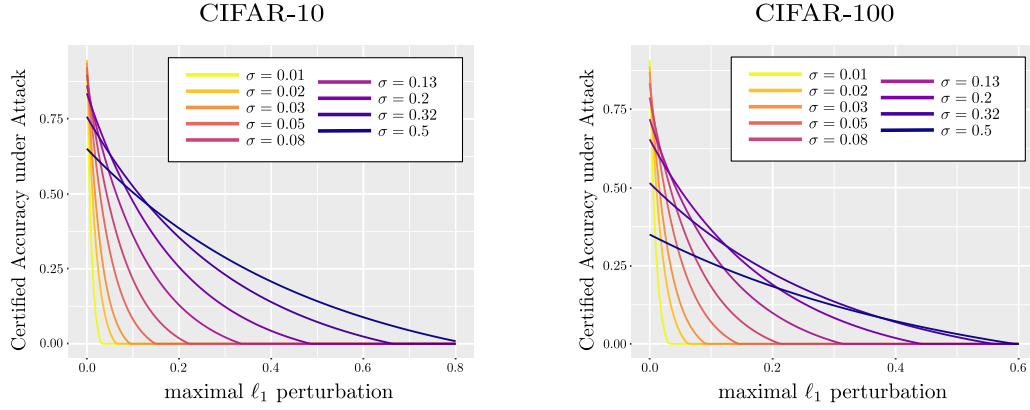 CIFAR-10
Certified Accuracy under Attack
0.75
0.50
0.25
0.00
σ = 0.01
σ = 0.02
σ = 0.03
σ = 0.05
σ = 0.08
σ = 0.13
σ = 0.2
σ = 0.32
σ = 0.5
0.0 0.2 0.4 0.6 0.8
maximal ℓ₁ perturbation
CIFAR-100
Certified Accuracy under Attack
0.75
0.50
0.25
0.00
σ = 0.01
σ = 0.02
σ = 0.03
σ = 0.05
σ = 0.08
σ = 0.13
σ = 0.2
σ = 0.32
σ = 0.5
0.0 0.2 0.4 0.6
maximal ℓ₁ perturbation